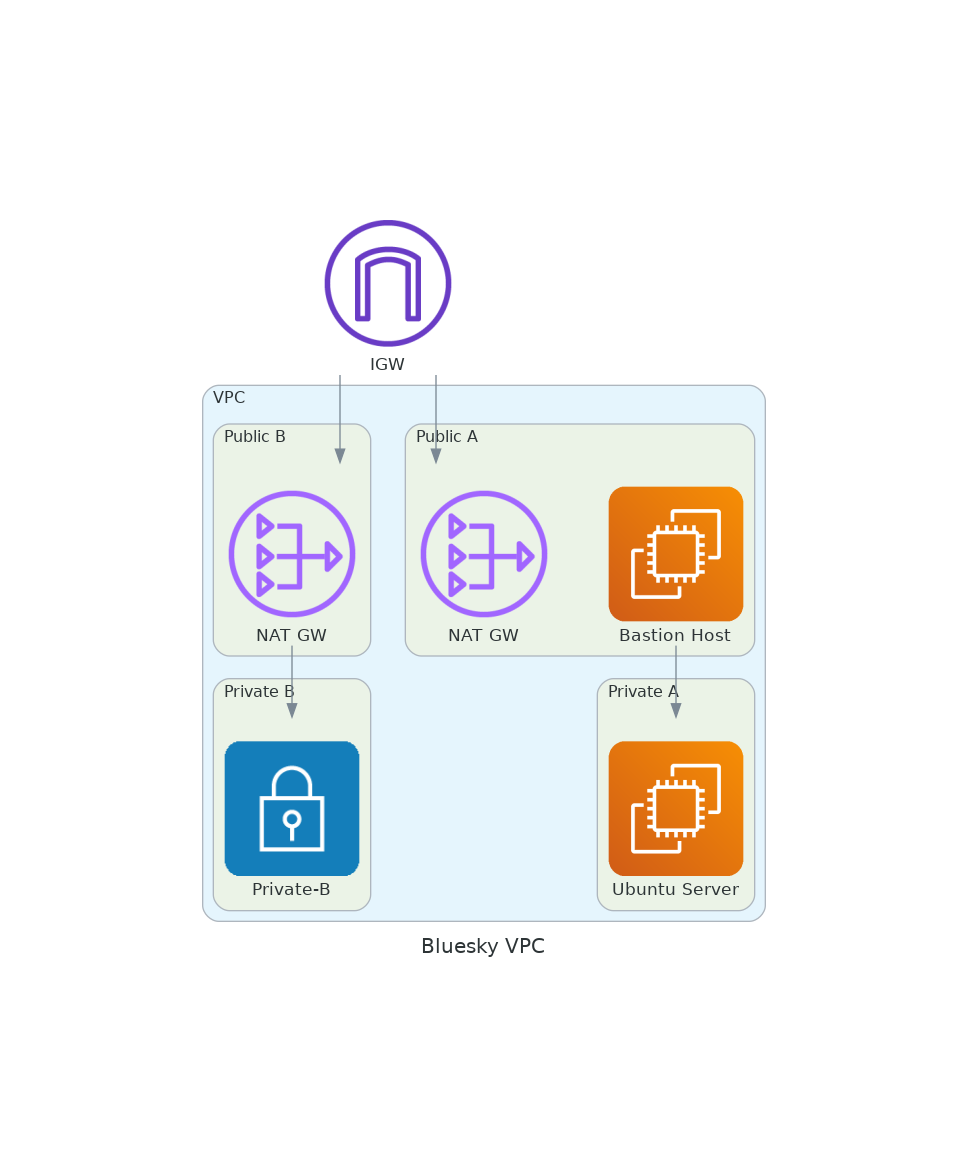 IGW
VPC
Public B
Public A
NAT GW
NAT GW
Bastion Host
Private B
Private A
Private-B
Ubuntu Server
Bluesky VPC